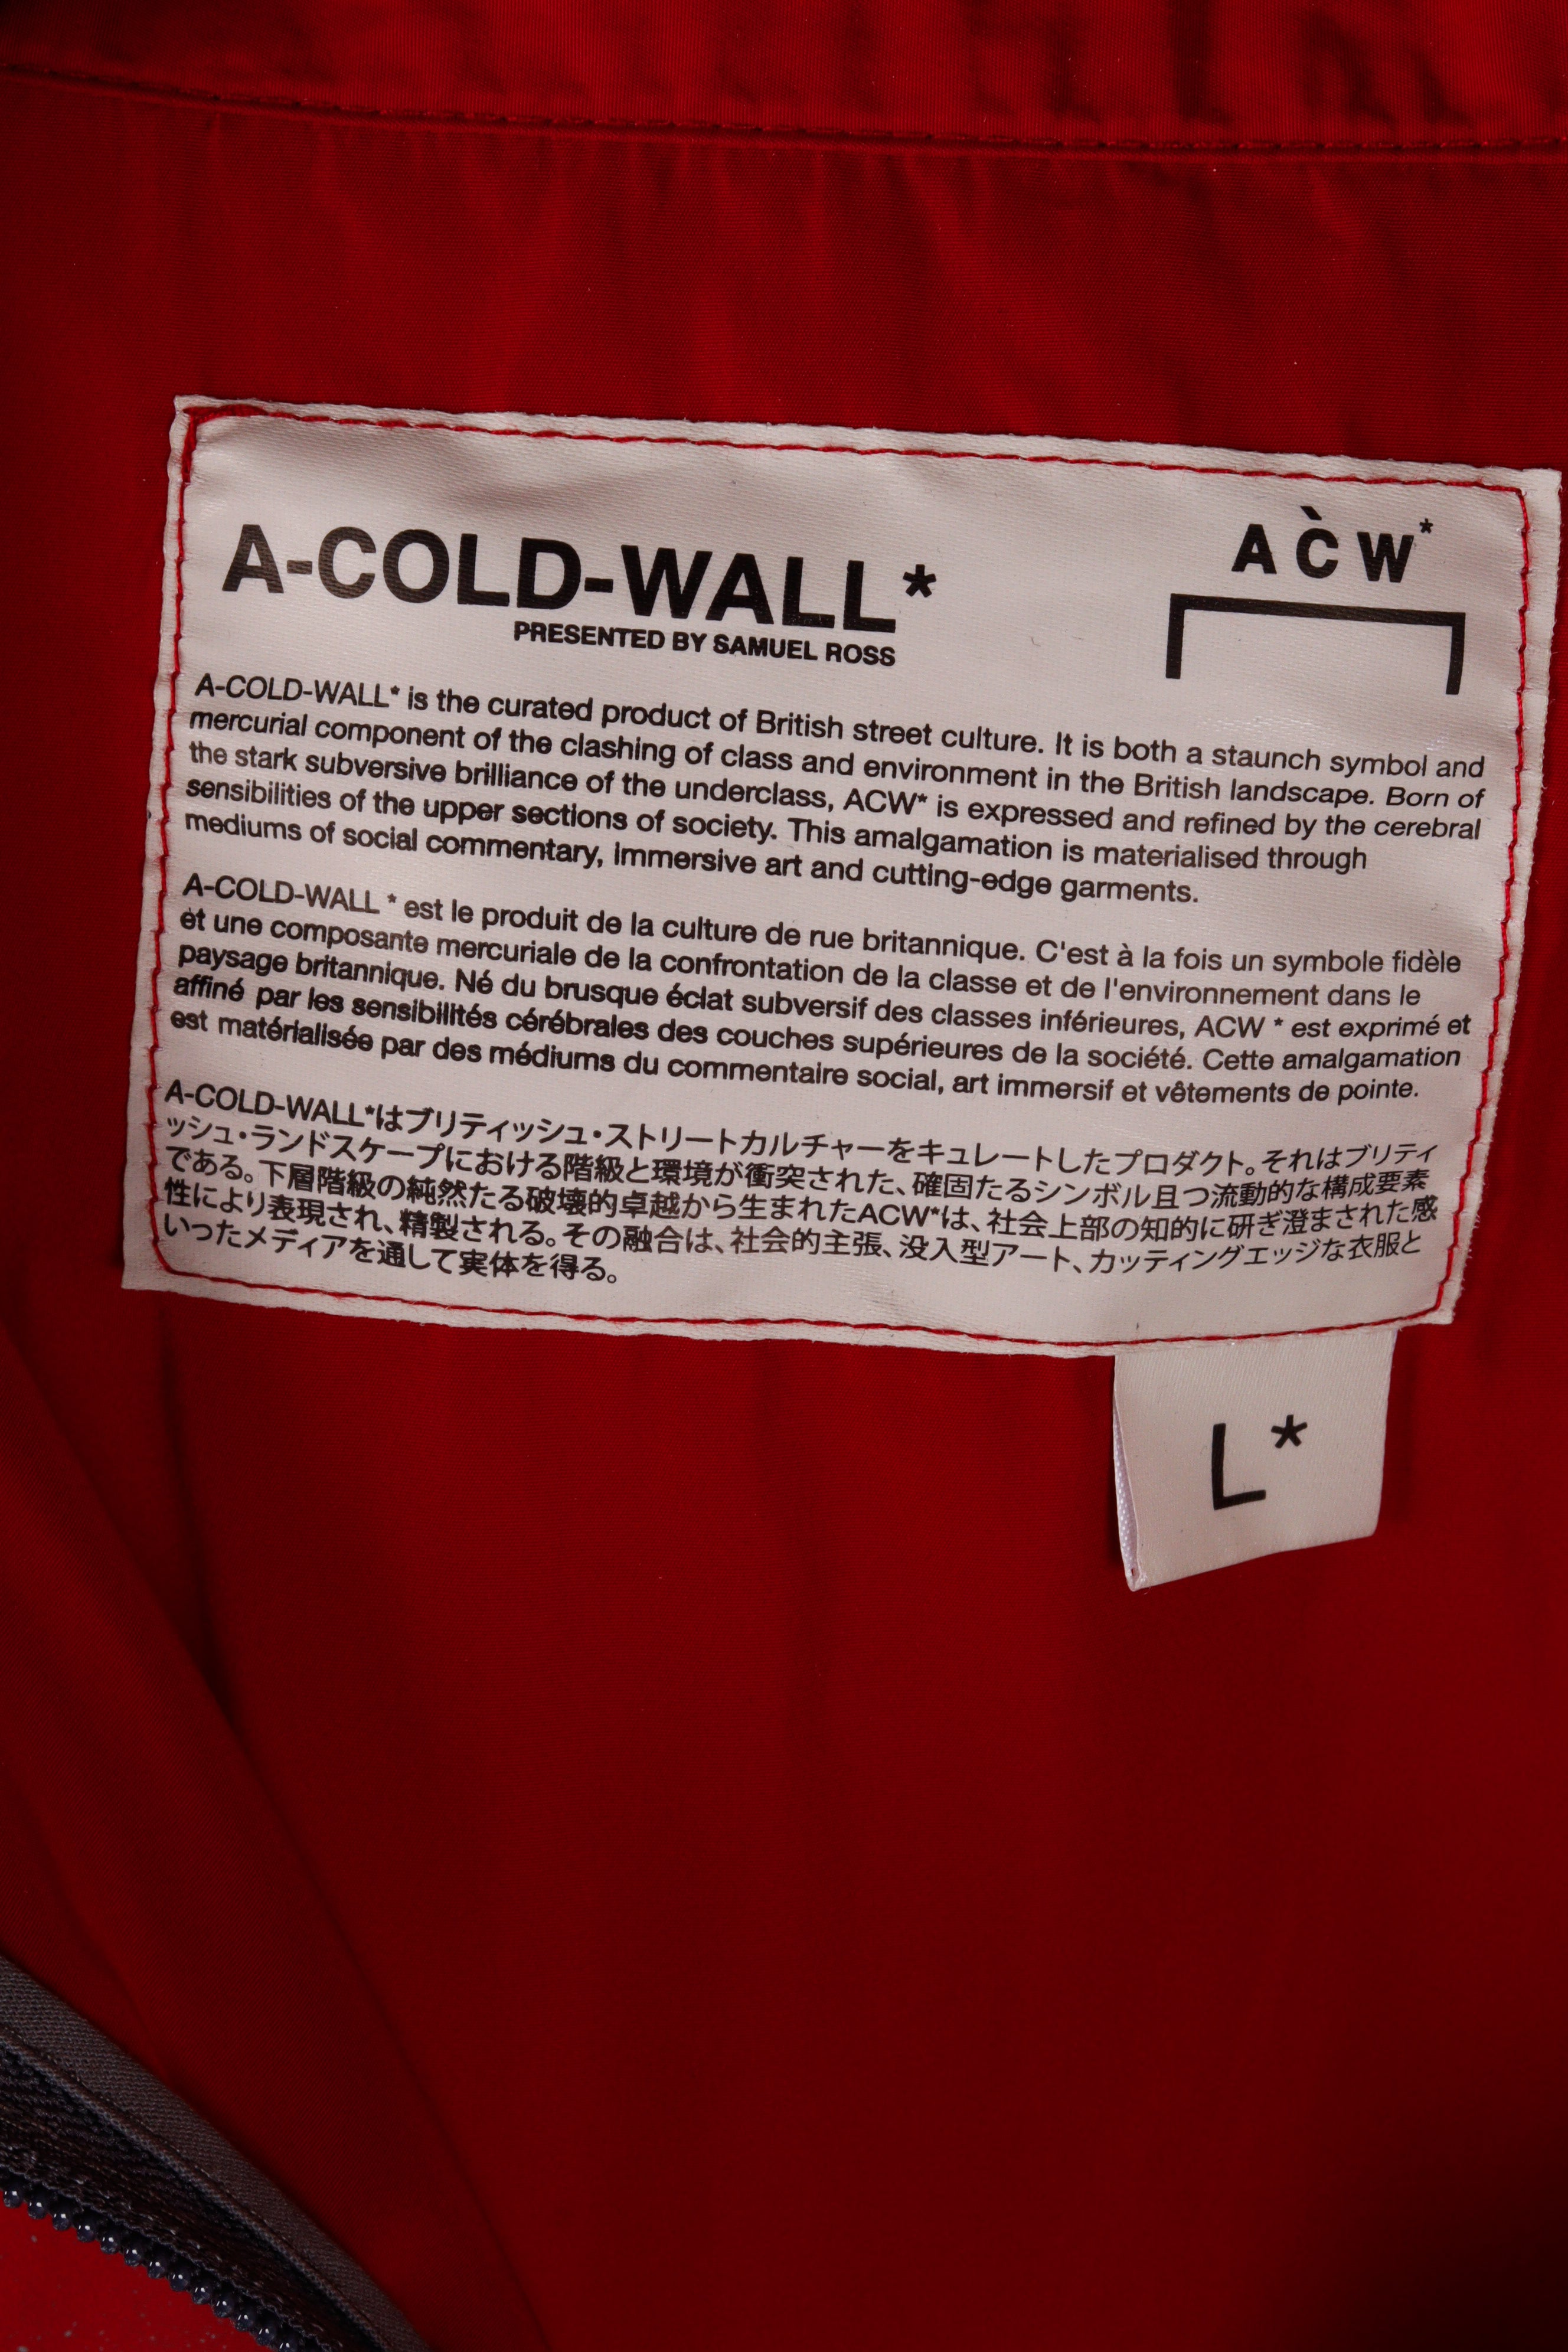 A-COLD-WALL*
PRESENTED BY SAMUEL ROSS
AĊ̀W*
A-COLD-WALL* is the curated product of British street culture. It is both a staunch symbol and
mercurial component of the clashing of class and environment in the British landscape. Born of
the stark subversive brilliance of the underclass, ACW* is expressed and refined by the cerebral
sensibilities of the upper sections of society. This amalgamation is materialised through
mediums of social commentary, immersive art and cutting-edge garments.
A-COLD-WALL * est le produit de la culture de rue britannique. C'est à la fois un symbole fidèle
et une composante mercuriale de la confrontation de la classe et de l'environnement dans le
paysage britannique. Né du brusque éclat subversif des classes inférieures, ACW * est exprimé et
affiné par les sensibilités cérébrales des couches supérieures de la société. Cette amalgamation
est matérialisée par des médiums du commentaire social, art immersif et vêtements de pointe.
A-COLD-WALL*はブリティッシュ・ストリートカルチャーをキュレートしたプロダクト。それはブリティ
ッシュ・ランドスケープにおける階級と環境が衝突された、確固たるシンボル且つ流動的な構成要素
である。下層階級の純然たる破壊的卓越から生まれたACW*は、社会上部の知的に研ぎ澄まされた感
性により表現され、精製される。その融合は、社会的主張、没入型アート、カッティングエッジな衣服と
いったメディアを通して実体を得る。
L*